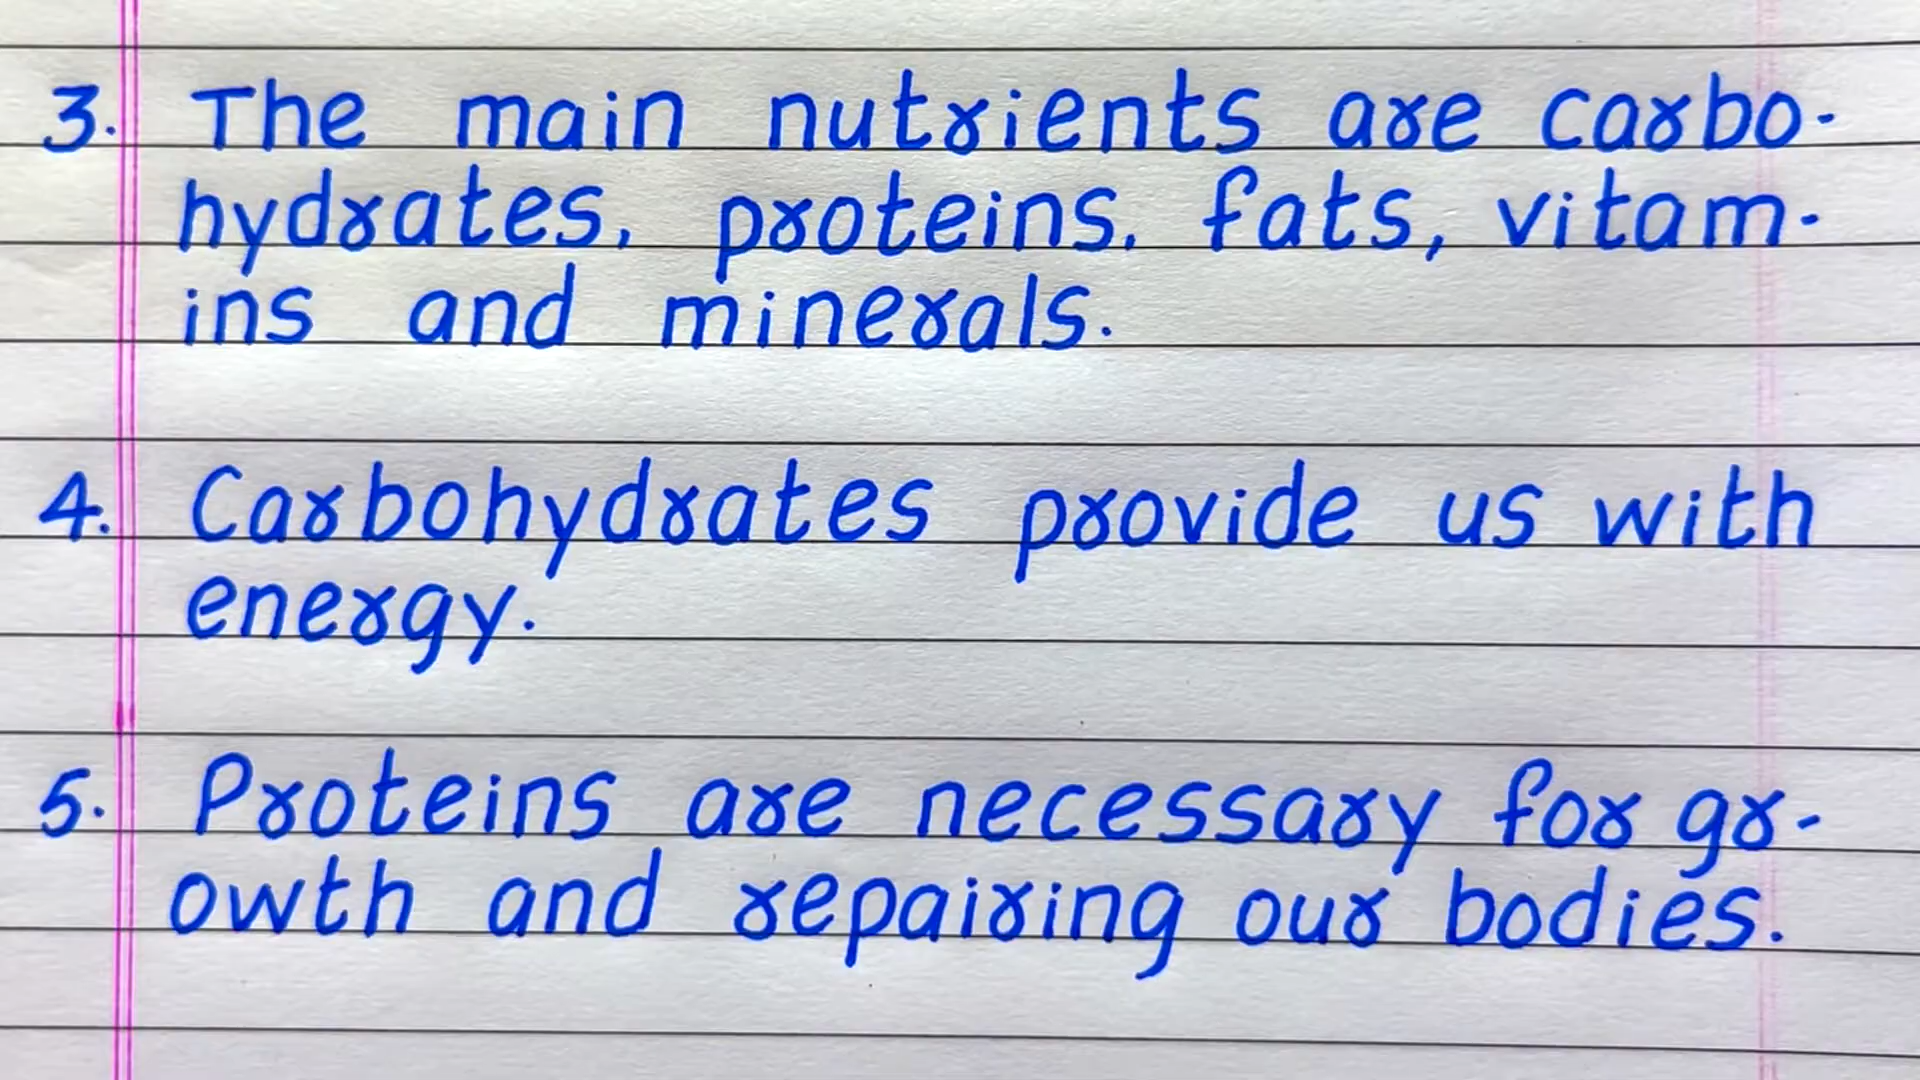 3. The main nutrients are carbo-
hydrates, proteins, fats, vitam-
ins and minerals.
4. Carbohydrates provide us with
energy.
5. Proteins are necessary for gr-
owth and repairing our bodies.